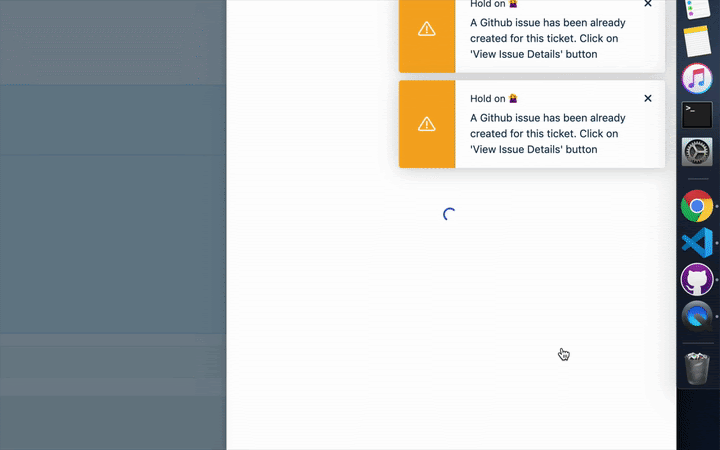 Hold on 🤷‍♀️
A Github issue has been already
created for this ticket. Click on
'View Issue Details' button
Hold on 🤷‍♀️
A Github issue has been already
created for this ticket. Click on
'View Issue Details' button